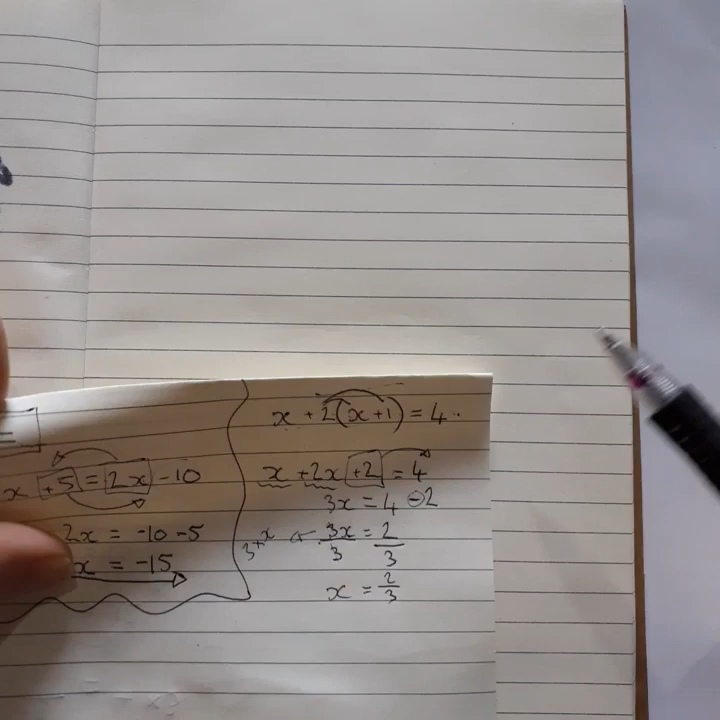 x +5 = 2x -10
2x = -10 -5
x = -15
x + 2(x+1) = 4
x + 2x +2 = 4
3x = 4 -2
3x/3 = 2/3
3+x
x = 2/3